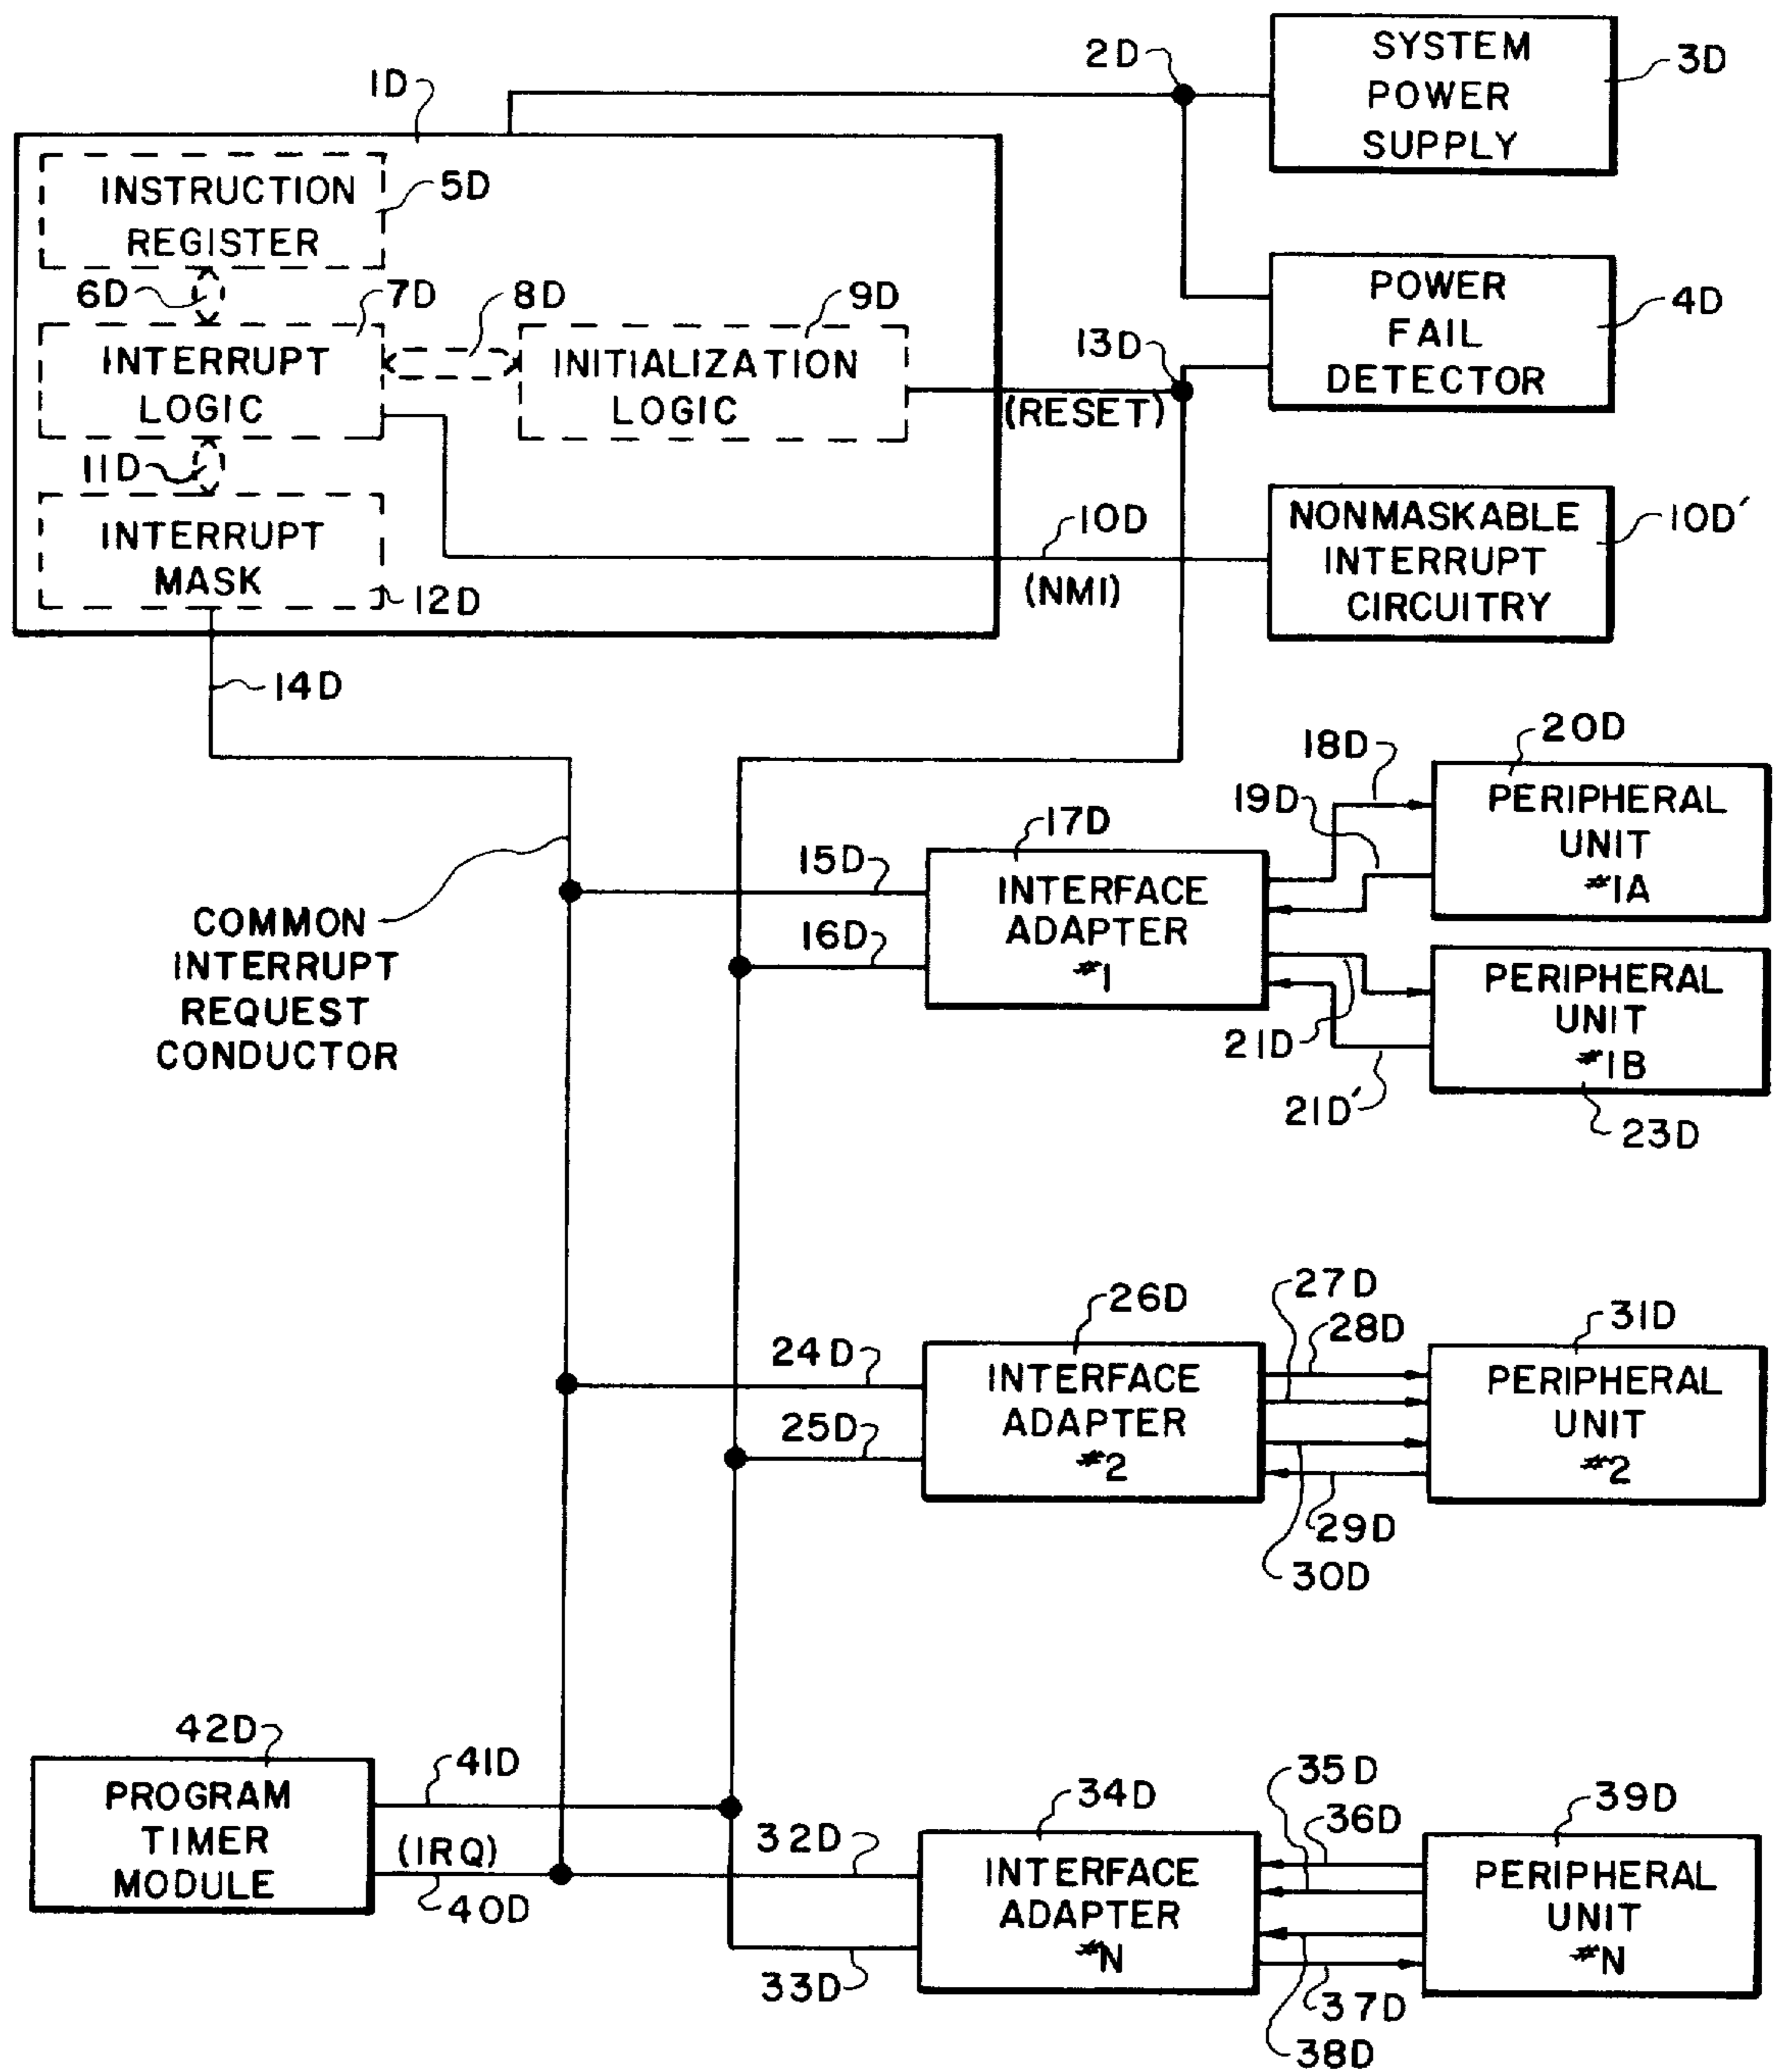 2D
SYSTEM
POWER
SUPPLY
3D
1D
INSTRUCTION
REGISTER
5D
6D
7D
8D
9D
INTERRUPT
LOGIC
INITIALIZATION
LOGIC
11D
INTERRUPT
MASK
12D
13D
(RESET)
POWER
FAIL
DETECTOR
4D
10D
(NMI)
NONMASKABLE
INTERRUPT
CIRCUITRY
10D'
14D
COMMON
INTERRUPT
REQUEST
CONDUCTOR
15D
16D
17D
INTERFACE
ADAPTER
#1
18D
19D
20D
PERIPHERAL
UNIT
#1A
21D
21D'
PERIPHERAL
UNIT
#1B
23D
24D
25D
26D
INTERFACE
ADAPTER
#2
27D
28D
29D
30D
31D
PERIPHERAL
UNIT
#2
42D
PROGRAM
TIMER
MODULE
41D
(IRQ)
40D
32D
33D
34D
INTERFACE
ADAPTER
#N
35D
36D
37D
38D
39D
PERIPHERAL
UNIT
#N